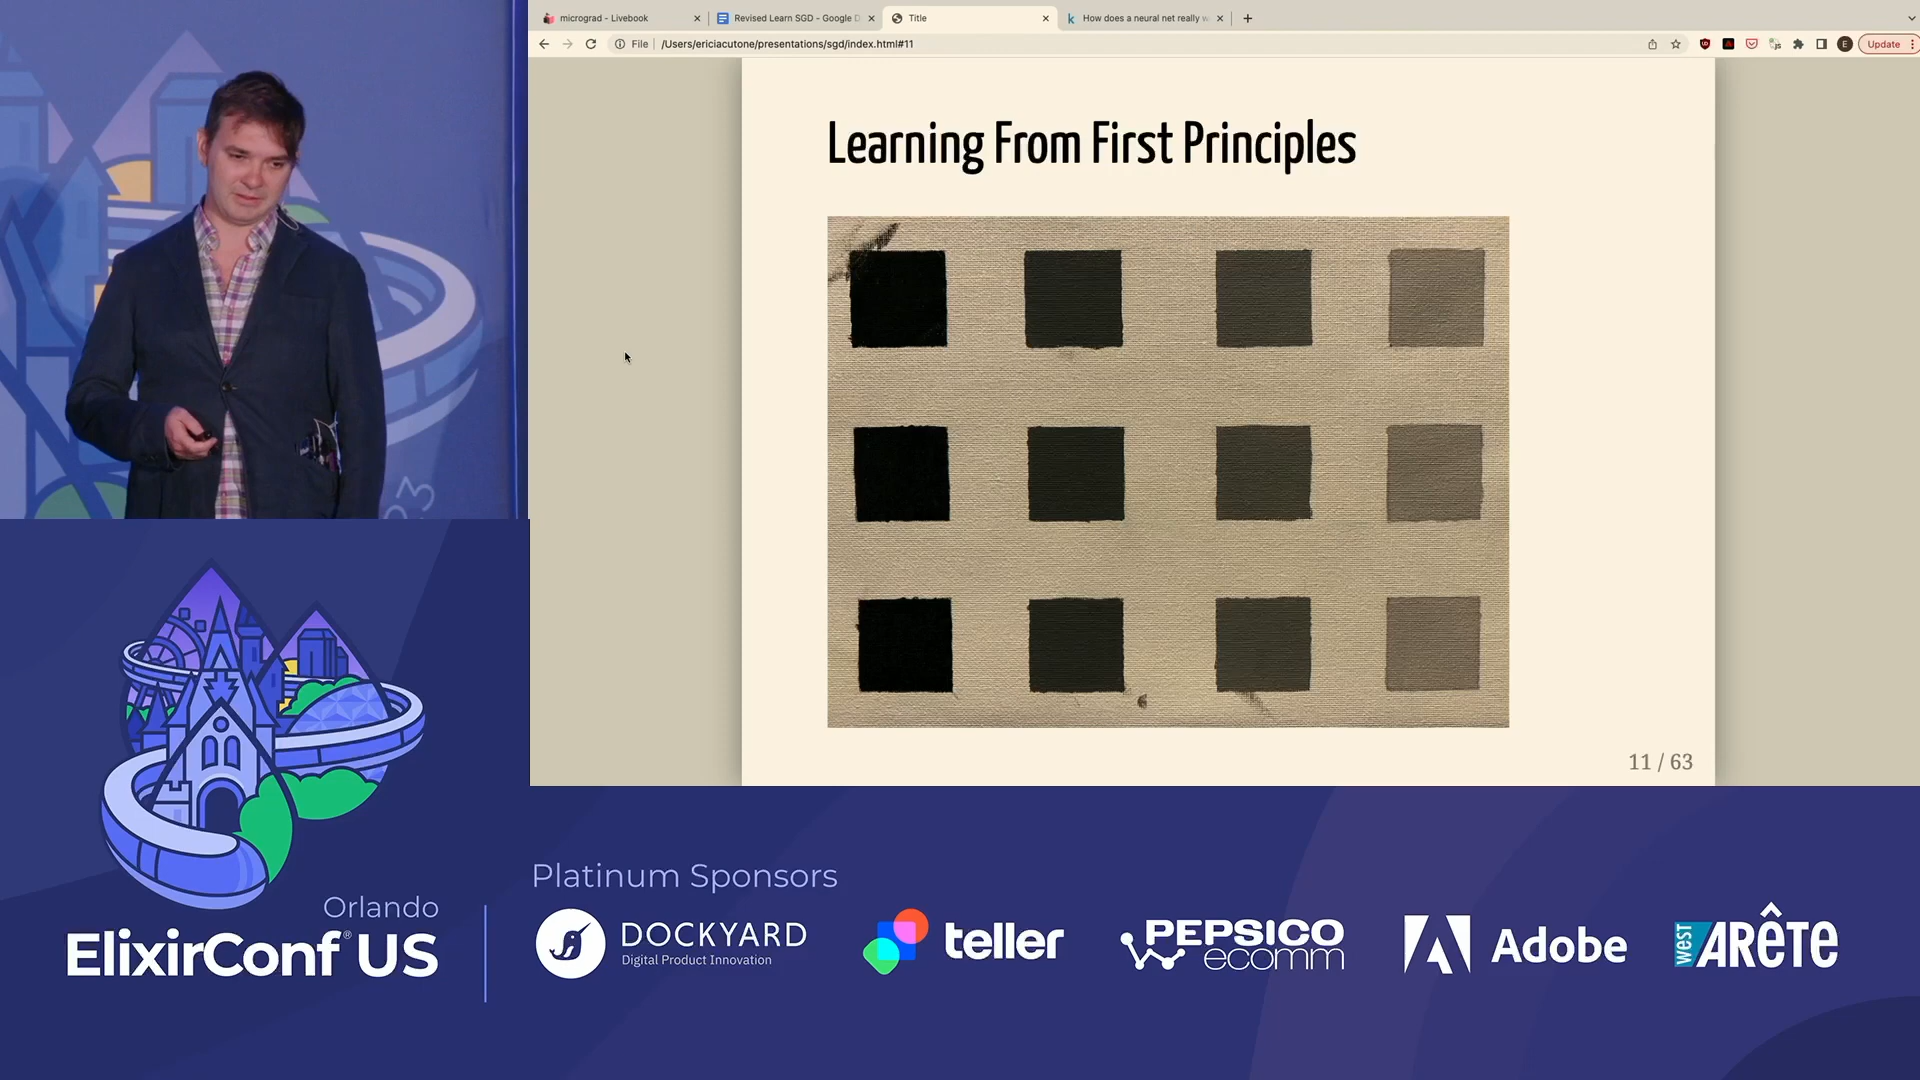 micrograd - Livebook
Revised Learn SGD - Google D
Title
How does a neural net really w
File
/Users/ericiacutone/presentations/sgd/index.html#11
E
Update
Learning From First Principles
11 / 63
23
Platinum Sponsors
Orlando
ElixirConf® US
DOCKYARD
Digital Product Innovation
teller
PEPSICO
ecomm
Adobe
WEST
ARÊTE